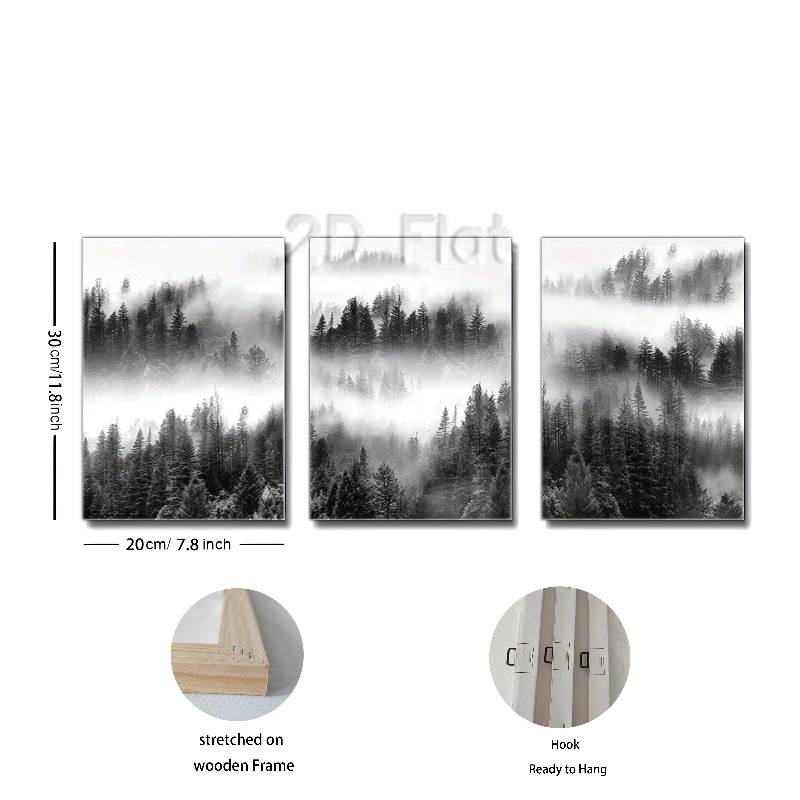 2D Flat
30cm/11.8inch
20cm/ 7.8 inch
stretched on
wooden Frame
Hook
Ready to Hang